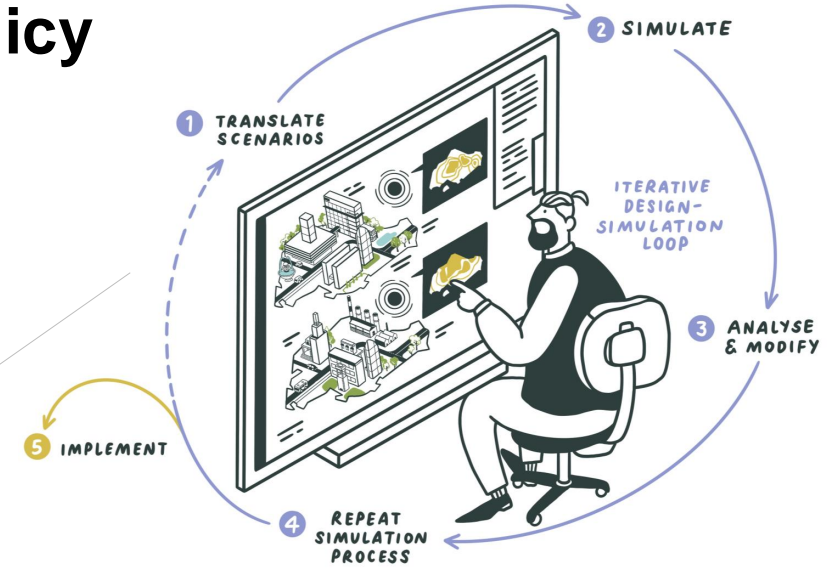 icy
1 TRANSLATE
SCENARIOS
2 SIMULATE
ITERATIVE
DESIGN-
SIMULATION
LOOP
3 ANALYSE
& MODIFY
4 REPEAT
SIMULATION
PROCESS
5 IMPLEMENT